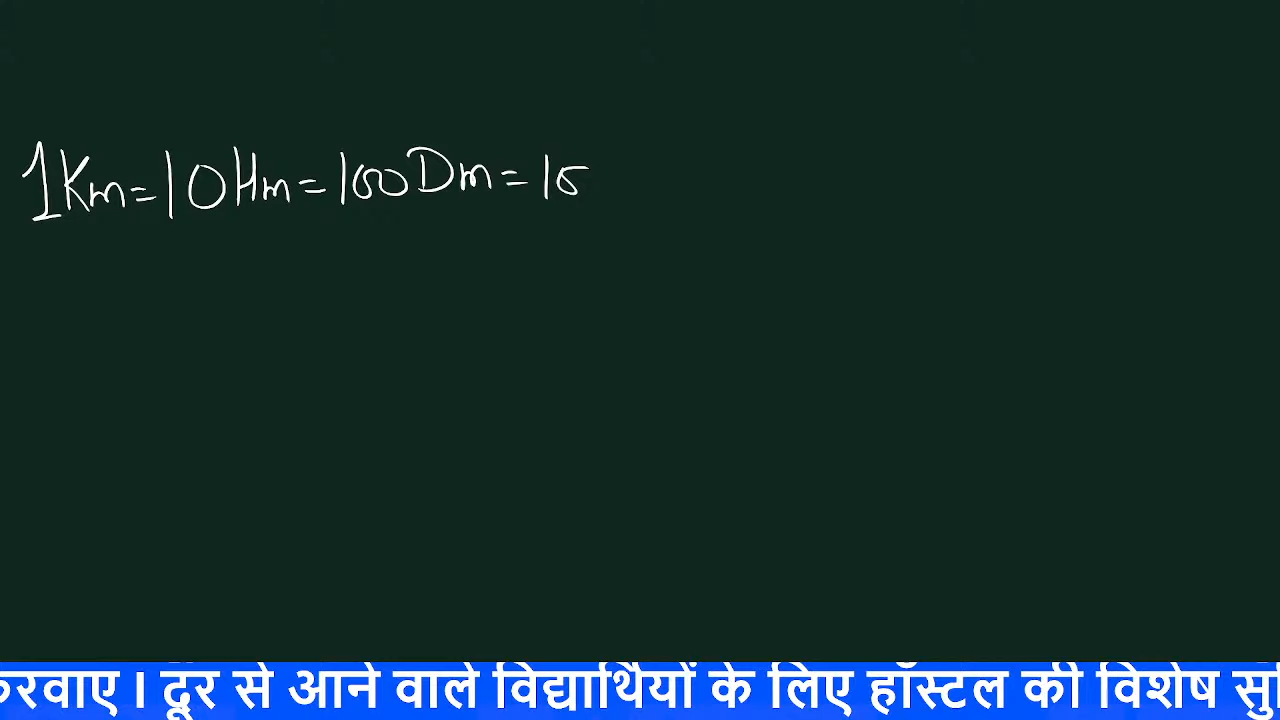 1Km=10Hm=100Dm=10
करवाए । दूर से आने वाले विद्यार्थियों के लिए हॉस्टल की विशेष सु